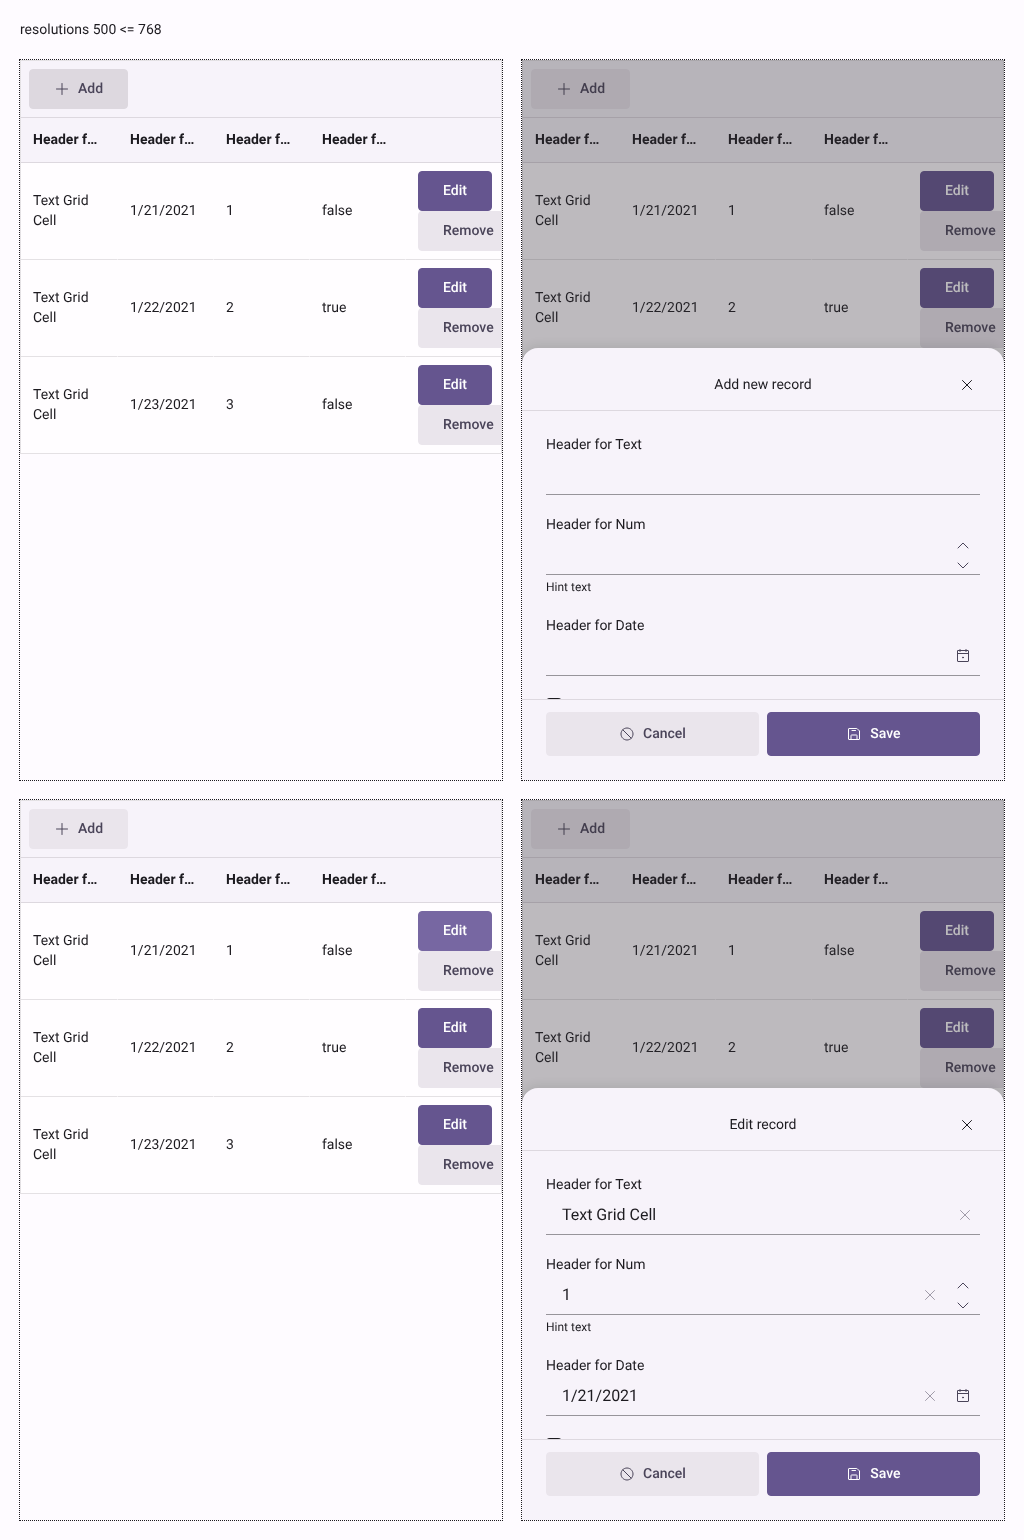 resolutions 500 <= 768
Add
Header f... Header f... Header f... Header f...
Text Grid Cell 1/21/2021 1 false Edit Remove
Text Grid Cell 1/22/2021 2 true Edit Remove
Text Grid Cell 1/23/2021 3 false Edit Remove
Add
Header f... Header f... Header f... Header f...
Text Grid Cell 1/21/2021 1 false Edit Remove
Text Grid Cell 1/22/2021 2 true Edit Remove
Add new record
Header for Text
Header for Num
Hint text
Header for Date
Cancel Save
Add
Header f... Header f... Header f... Header f...
Text Grid Cell 1/21/2021 1 false Edit Remove
Text Grid Cell 1/22/2021 2 true Edit Remove
Text Grid Cell 1/23/2021 3 false Edit Remove
Add
Header f... Header f... Header f... Header f...
Text Grid Cell 1/21/2021 1 false Edit Remove
Text Grid Cell 1/22/2021 2 true Edit Remove
Edit record
Header for Text
Text Grid Cell
Header for Num
1
Hint text
Header for Date
1/21/2021
Cancel Save